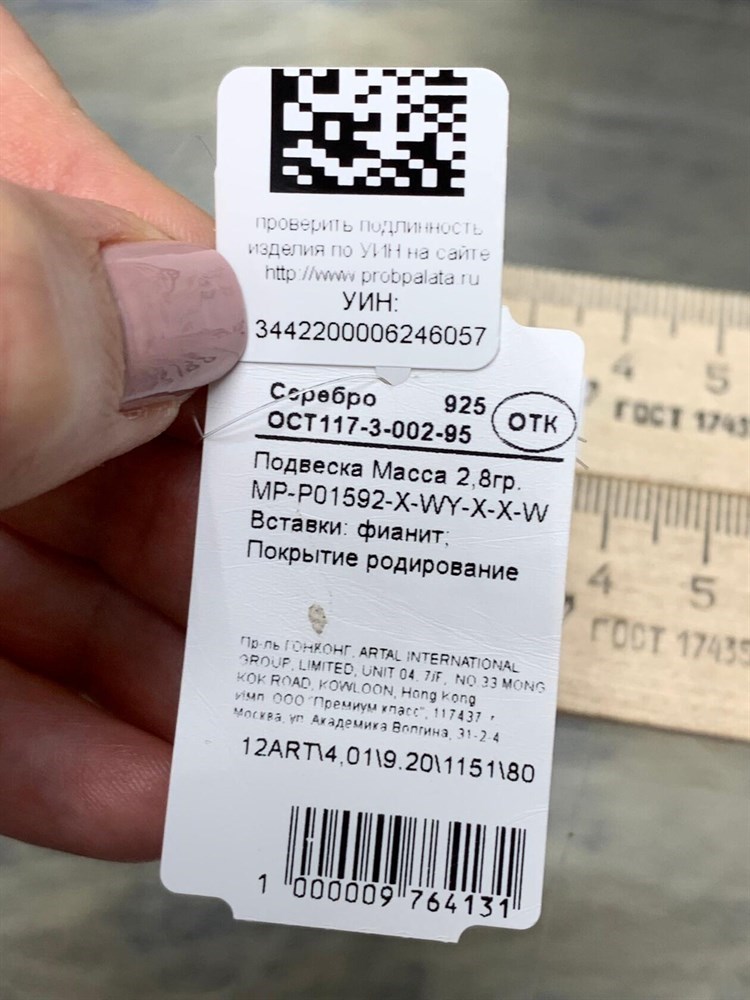 проверить подлинность
изделия по УИН на сайте
http://www.probpalata.ru
УИН:
3442200006246057
Серебро 925 ОТК
ОСТ117-3-002-95
Подвеска Масса 2,8гр.
MP-P01592-X-WY-X-X-W
Вставки: фианит;
Покрытие родирование
Пр-ль ГОНКОНГ, ARTAL INTERNATIONAL
GROUP, LIMITED, UNIT 04, 7/F, NO.33 MONG
KOK ROAD, KOWLOON, Hong Kong
Имп. ООО "Премиум класс", 117437, г
Москва, ул. Академика Волгина, 31-2-4
12ART\4,01\9.20\1151\80
1 000009 764131
4 5
ГОСТ 1743
4 5
ГОСТ 17435